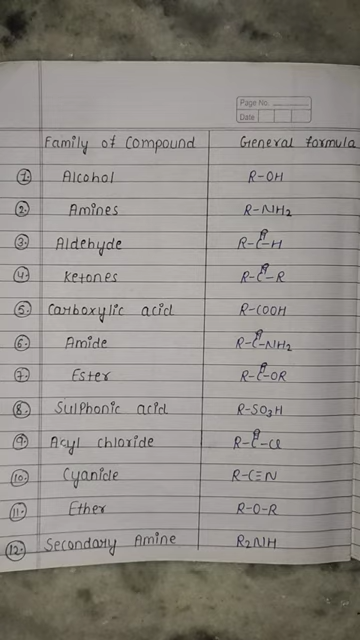 Page No.
Date
Family of Compound General formula
1. Alcohol R-OH
2. Amines R-NH2
3. Aldehyde R-C-H
O
4. Ketones R-C-R
O
5. Carboxylic acid R-COOH
6. Amide R-C-NH2
O
7. Ester R-C-OR
O
8. Sulphonic acid R-SO3H
9. Acyl chloride R-C-Cl
O
10. Cyanide R-C≡N
11. Ether R-O-R
12. Secondary Amine R2NH